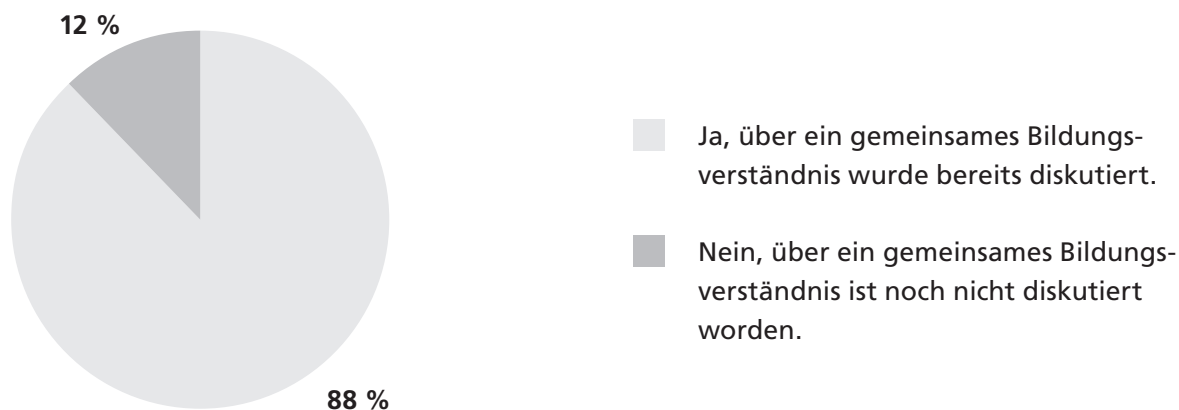 12 %
Ja, über ein gemeinsames Bildungs-
verständnis wurde bereits diskutiert.
Nein, über ein gemeinsames Bildungs-
verständnis ist noch nicht diskutiert
worden.
88 %